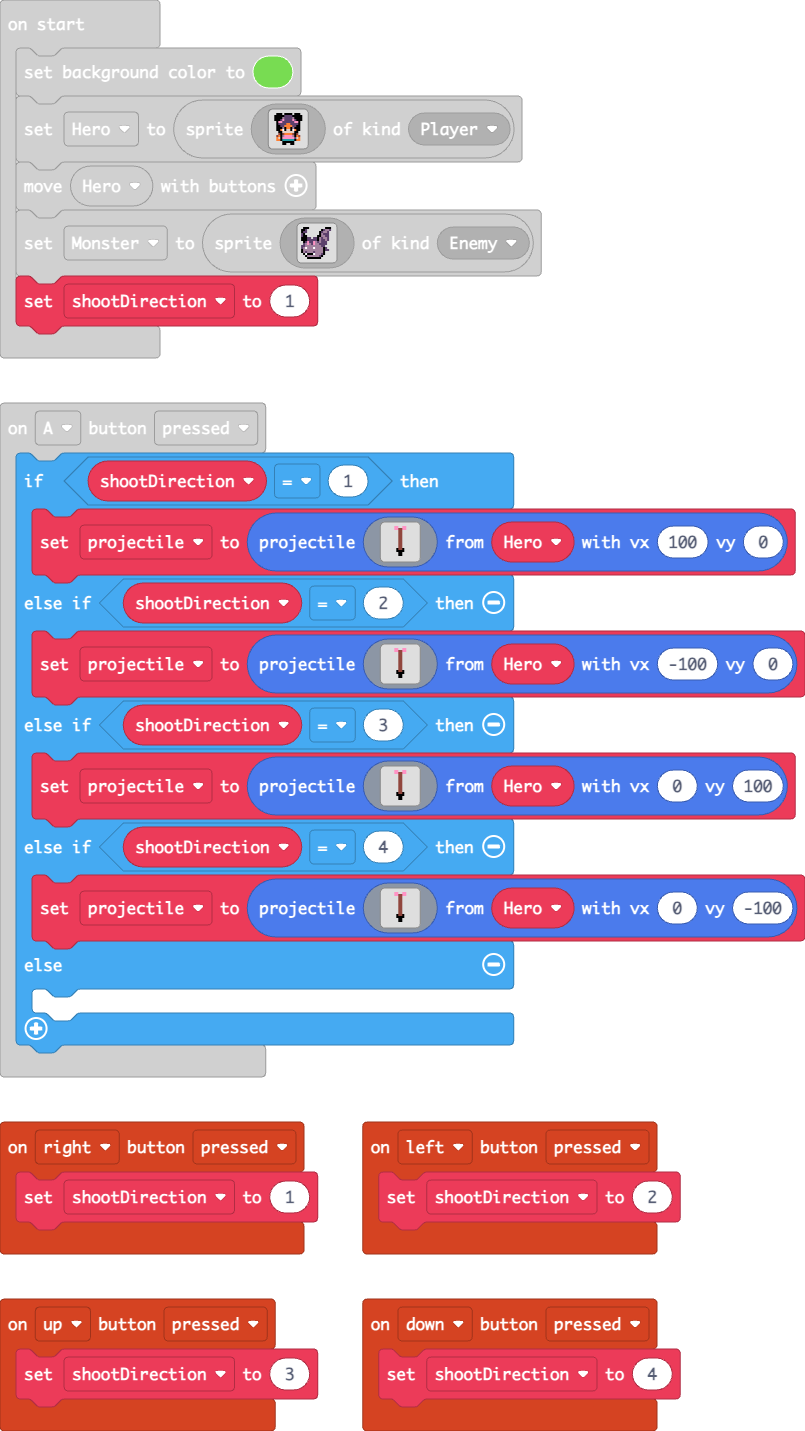 on start
set background color to
set Hero to sprite of kind Player
move Hero with buttons
set Monster to sprite of kind Enemy
set shootDirection to 1
on A button pressed
if shootDirection = 1 then
set projectile to projectile from Hero with vx 100 vy 0
else if shootDirection = 2 then
set projectile to projectile from Hero with vx -100 vy 0
else if shootDirection = 3 then
set projectile to projectile from Hero with vx 0 vy 100
else if shootDirection = 4 then
set projectile to projectile from Hero with vx 0 vy -100
else
on right button pressed
set shootDirection to 1
on left button pressed
set shootDirection to 2
on up button pressed
set shootDirection to 3
on down button pressed
set shootDirection to 4